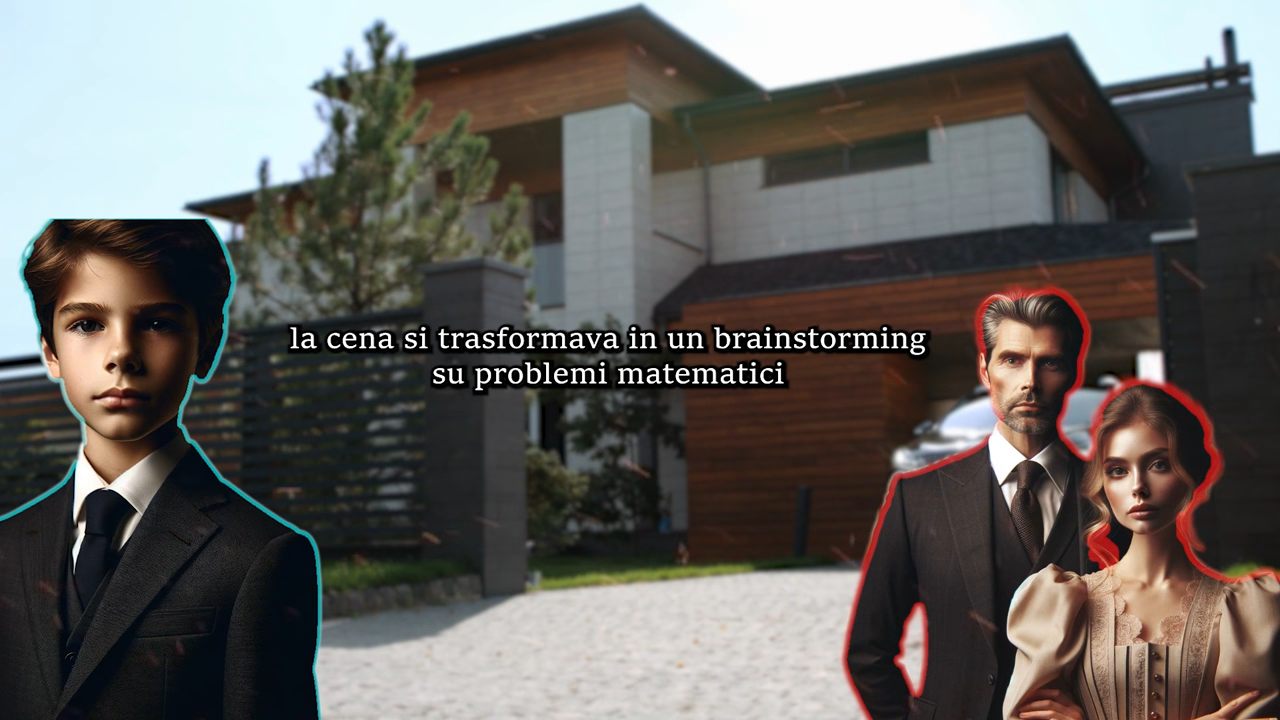 la cena si trasformava in un brainstorming
su problemi matematici